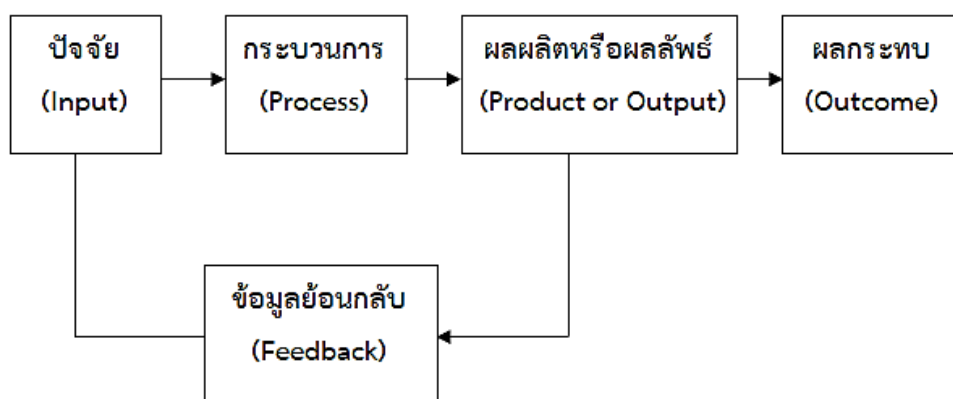 ปัจจัย
(Input)
กระบวนการ
(Process)
ผลผลิตหรือผลลัพธ์
(Product or Output)
ผลกระทบ
(Outcome)
ข้อมูลย้อนกลับ
(Feedback)